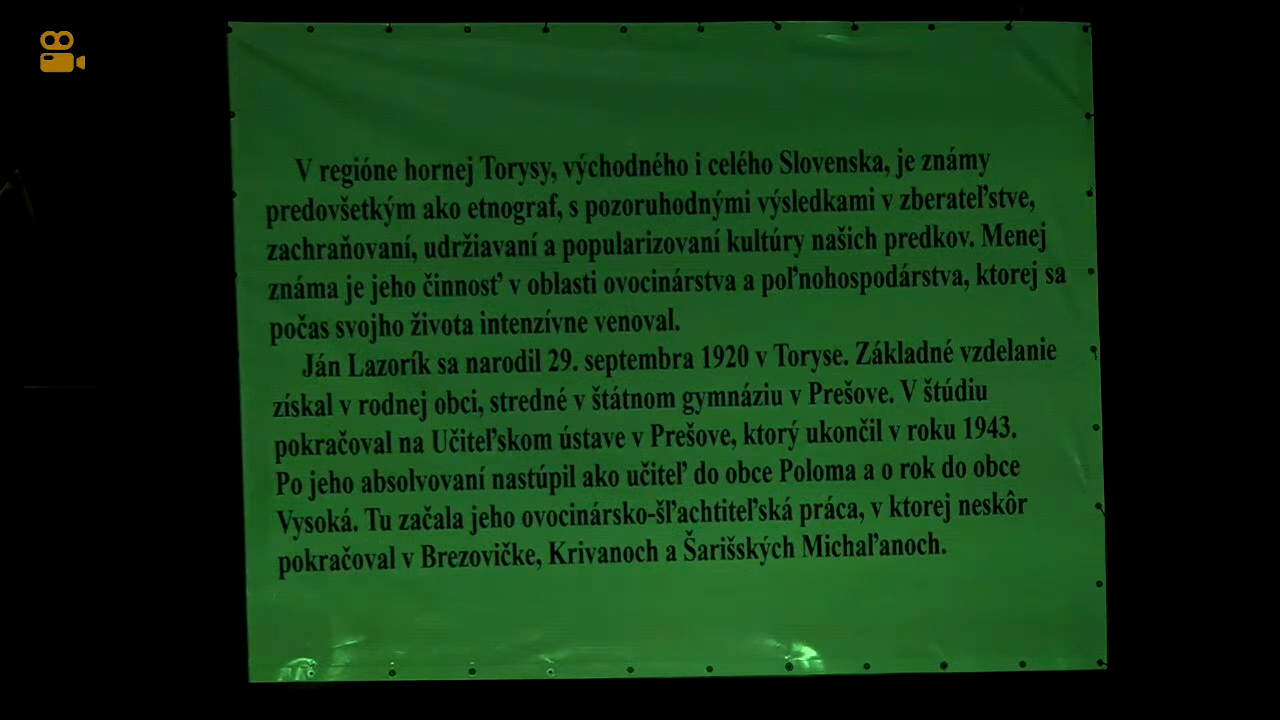 V regióne hornej Torysy, východného i celého Slovenska, je známy
predovšetkým ako etnograf, s pozoruhodnými výsledkami v zberateľstve,
zachraňovaní, udržiavaní a popularizovaní kultúry našich predkov. Menej
známa je jeho činnosť v oblasti ovocinárstva a poľnohospodárstva, ktorej sa
počas svojho života intenzívne venoval.
Ján Lazorík sa narodil 29. septembra 1920 v Toryse. Základné vzdelanie
získal v rodnej obci, stredné v štátnom gymnáziu v Prešove. V štúdiu
pokračoval na Učiteľskom ústave v Prešove, ktorý ukončil v roku 1943.
Po jeho absolvovaní nastúpil ako učiteľ do obce Poloma a o rok do obce
Vysoká. Tu začala jeho ovocinársko-šľachtiteľská práca, v ktorej neskôr
pokračoval v Brezovičke, Krivanoch a Šarišských Michaľanoch.